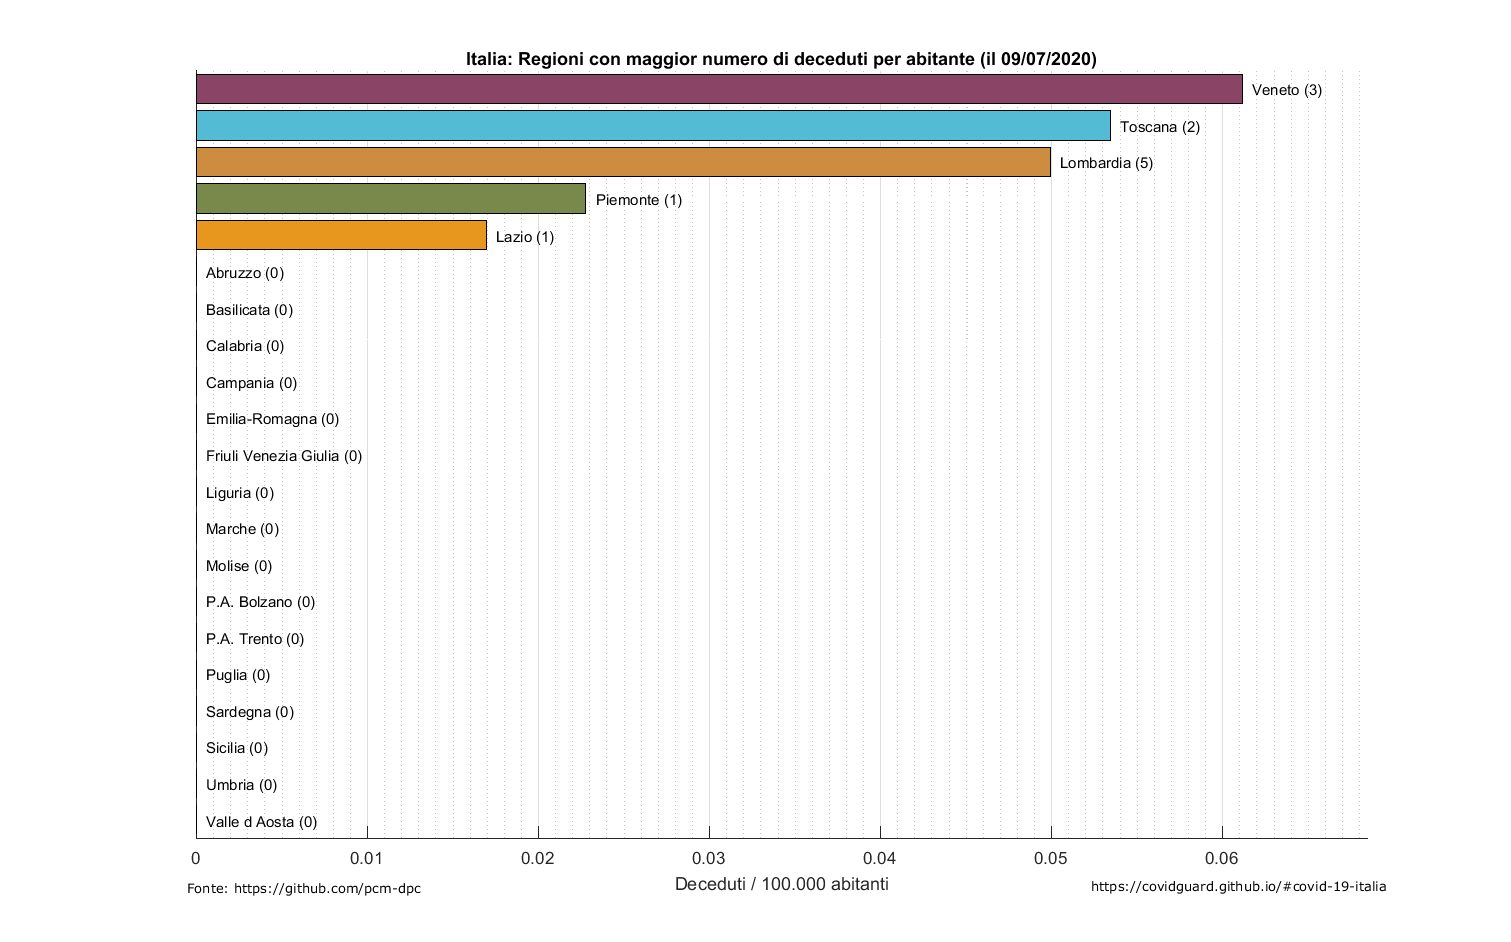 Italia: Regioni con maggior numero di deceduti per abitante (il 09/07/2020)
Veneto (3)
Toscana (2)
Lombardia (5)
Piemonte (1)
Lazio (1)
Abruzzo (0)
Basilicata (0)
Calabria (0)
Campania (0)
Emilia-Romagna (0)
Friuli Venezia Giulia (0)
Liguria (0)
Marche (0)
Molise (0)
P.A. Bolzano (0)
P.A. Trento (0)
Puglia (0)
Sardegna (0)
Sicilia (0)
Umbria (0)
Valle d Aosta (0)
0 0.01 0.02 0.03 0.04 0.05 0.06
Deceduti / 100.000 abitanti
Fonte: https://github.com/pcm-dpc
https://covidguard.github.io/#covid-19-italia